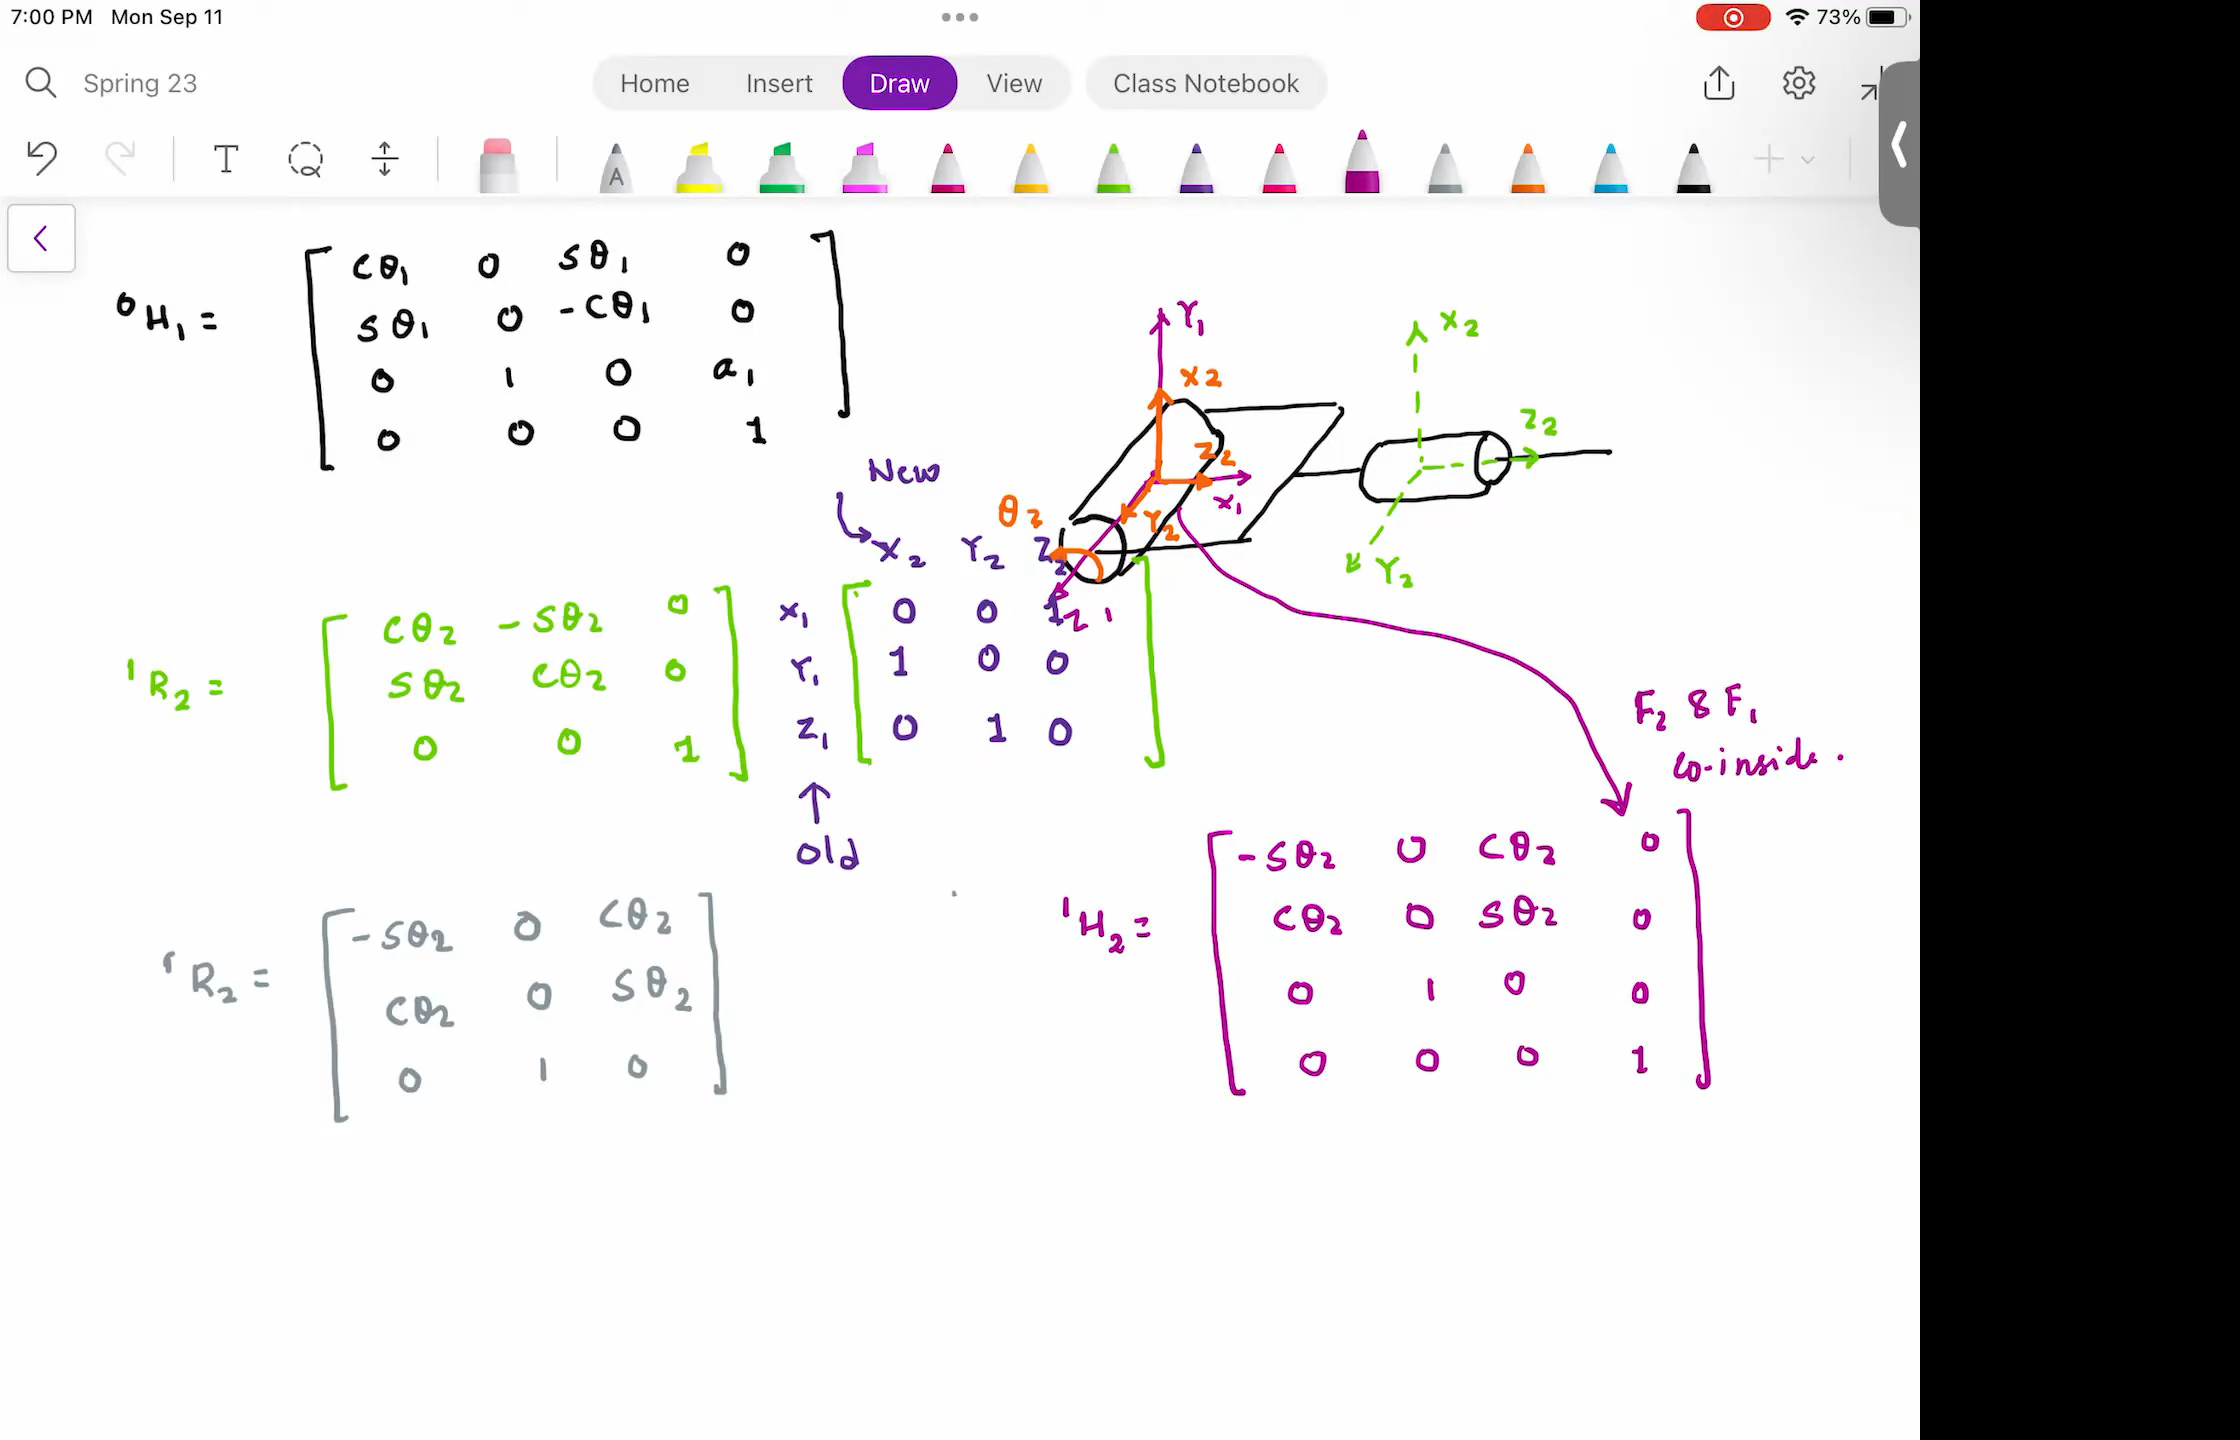 7:00 PM Mon Sep 11
73%
Spring 23
Home Insert Draw View Class Notebook
T A
⁰H₁ =
cθ₁ 0 sθ₁ 0
sθ₁ 0 -cθ₁ 0
0 1 0 a₁
0 0 0 1
Y₁
X₂
Z₂
X₁
Y₂
θ₂
Z₁
X₂
Z₂
Y₂
New
X₂ Y₂ Z₂
¹R₂ =
cθ₂ -sθ₂ 0
sθ₂ cθ₂ 0
0 0 1
X₁ 0 0 1
Y₁ 1 0 0
Z₁ 0 1 0
old
F₂ & F₁
co-inside.
¹R₂ =
-sθ₂ 0 cθ₂
cθ₂ 0 sθ₂
0 1 0
¹H₂ =
-sθ₂ 0 cθ₂ 0
cθ₂ 0 sθ₂ 0
0 1 0 0
0 0 0 1